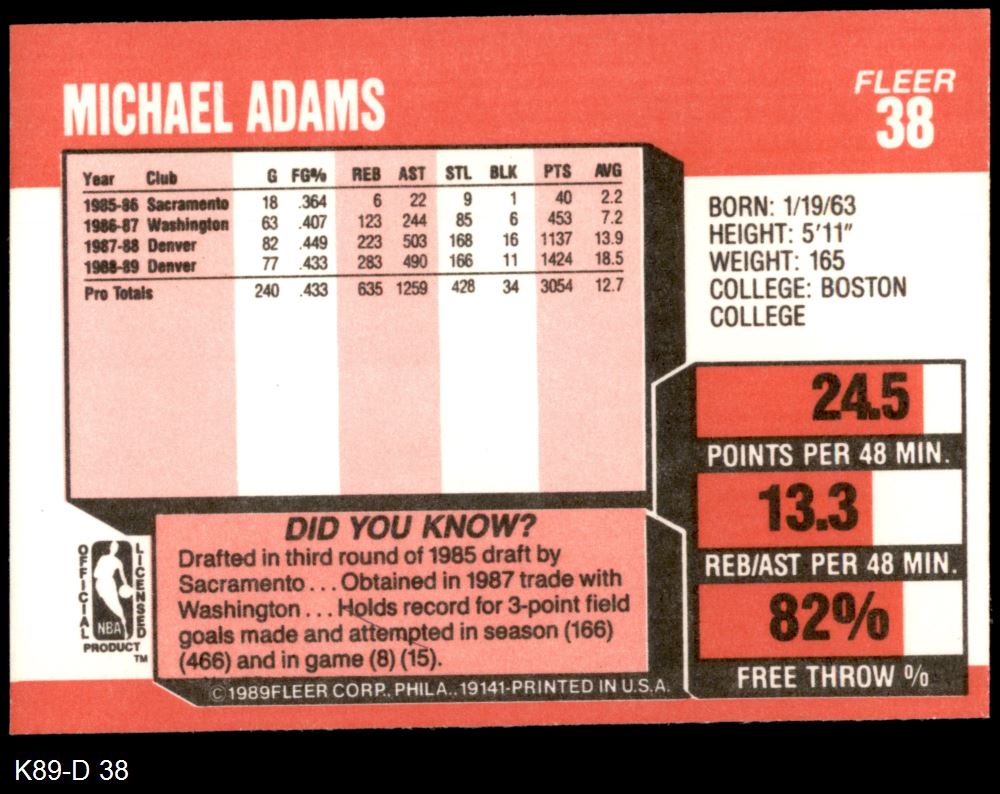 MICHAEL ADAMS
FLEER
38
Year Club G FG% REB AST STL BLK PTS AVG
1985-86 Sacramento 18 .364 6 22 9 1 40 2.2
1986-87 Washington 63 .407 123 244 85 6 453 7.2
1987-88 Denver 82 .449 223 503 168 16 1137 13.9
1988-89 Denver 77 .433 283 490 166 11 1424 18.5
Pro Totals 240 .433 635 1259 428 34 3054 12.7
BORN: 1/19/63
HEIGHT: 5'11"
WEIGHT: 165
COLLEGE: BOSTON
COLLEGE
24.5
POINTS PER 48 MIN.
13.3
REB/AST PER 48 MIN.
82%
FREE THROW %
DID YOU KNOW?
Drafted in third round of 1985 draft by
Sacramento . . . Obtained in 1987 trade with
Washington . . . Holds record for 3-point field
goals made and attempted in season (166)
(466) and in game (8) (15).
OFFICIAL
NBA
LICENSED
PRODUCT
TM
© 1989 FLEER CORP., PHILA., 19141-PRINTED IN U.S.A.
K89-D 38